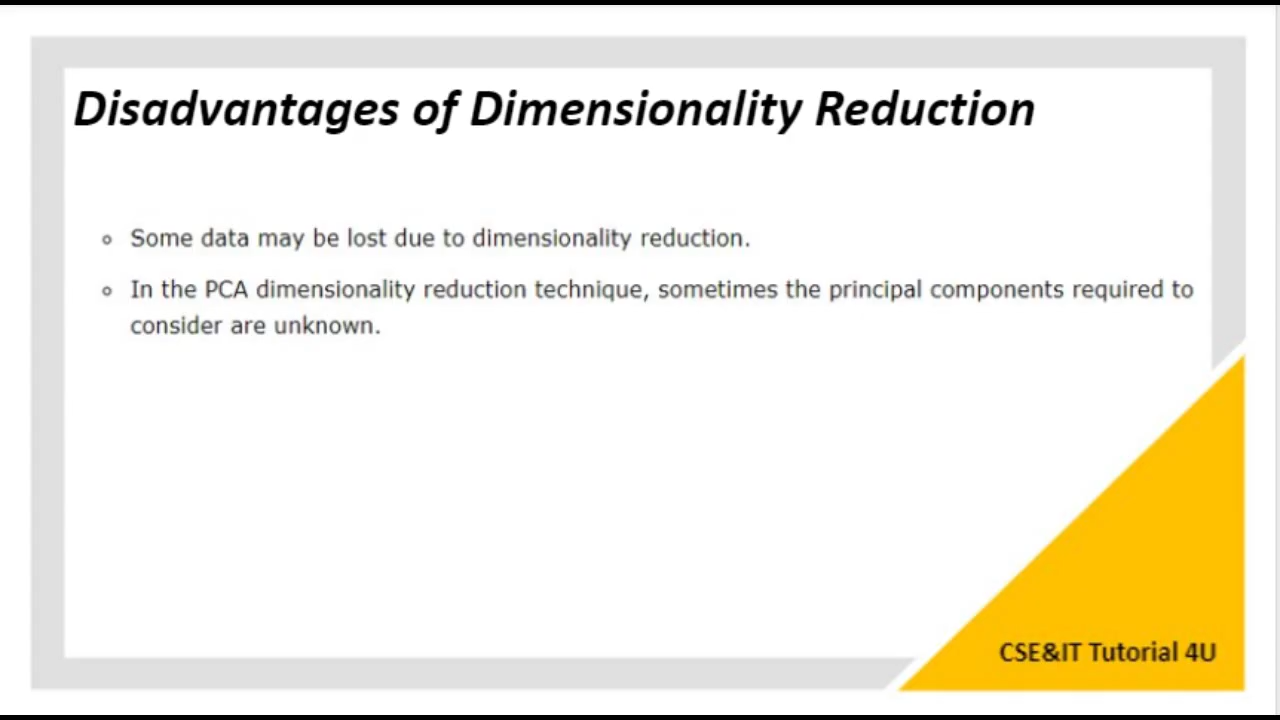 Disadvantages of Dimensionality Reduction
Some data may be lost due to dimensionality reduction.
In the PCA dimensionality reduction technique, sometimes the principal components required to
consider are unknown.
CSE&IT Tutorial 4U